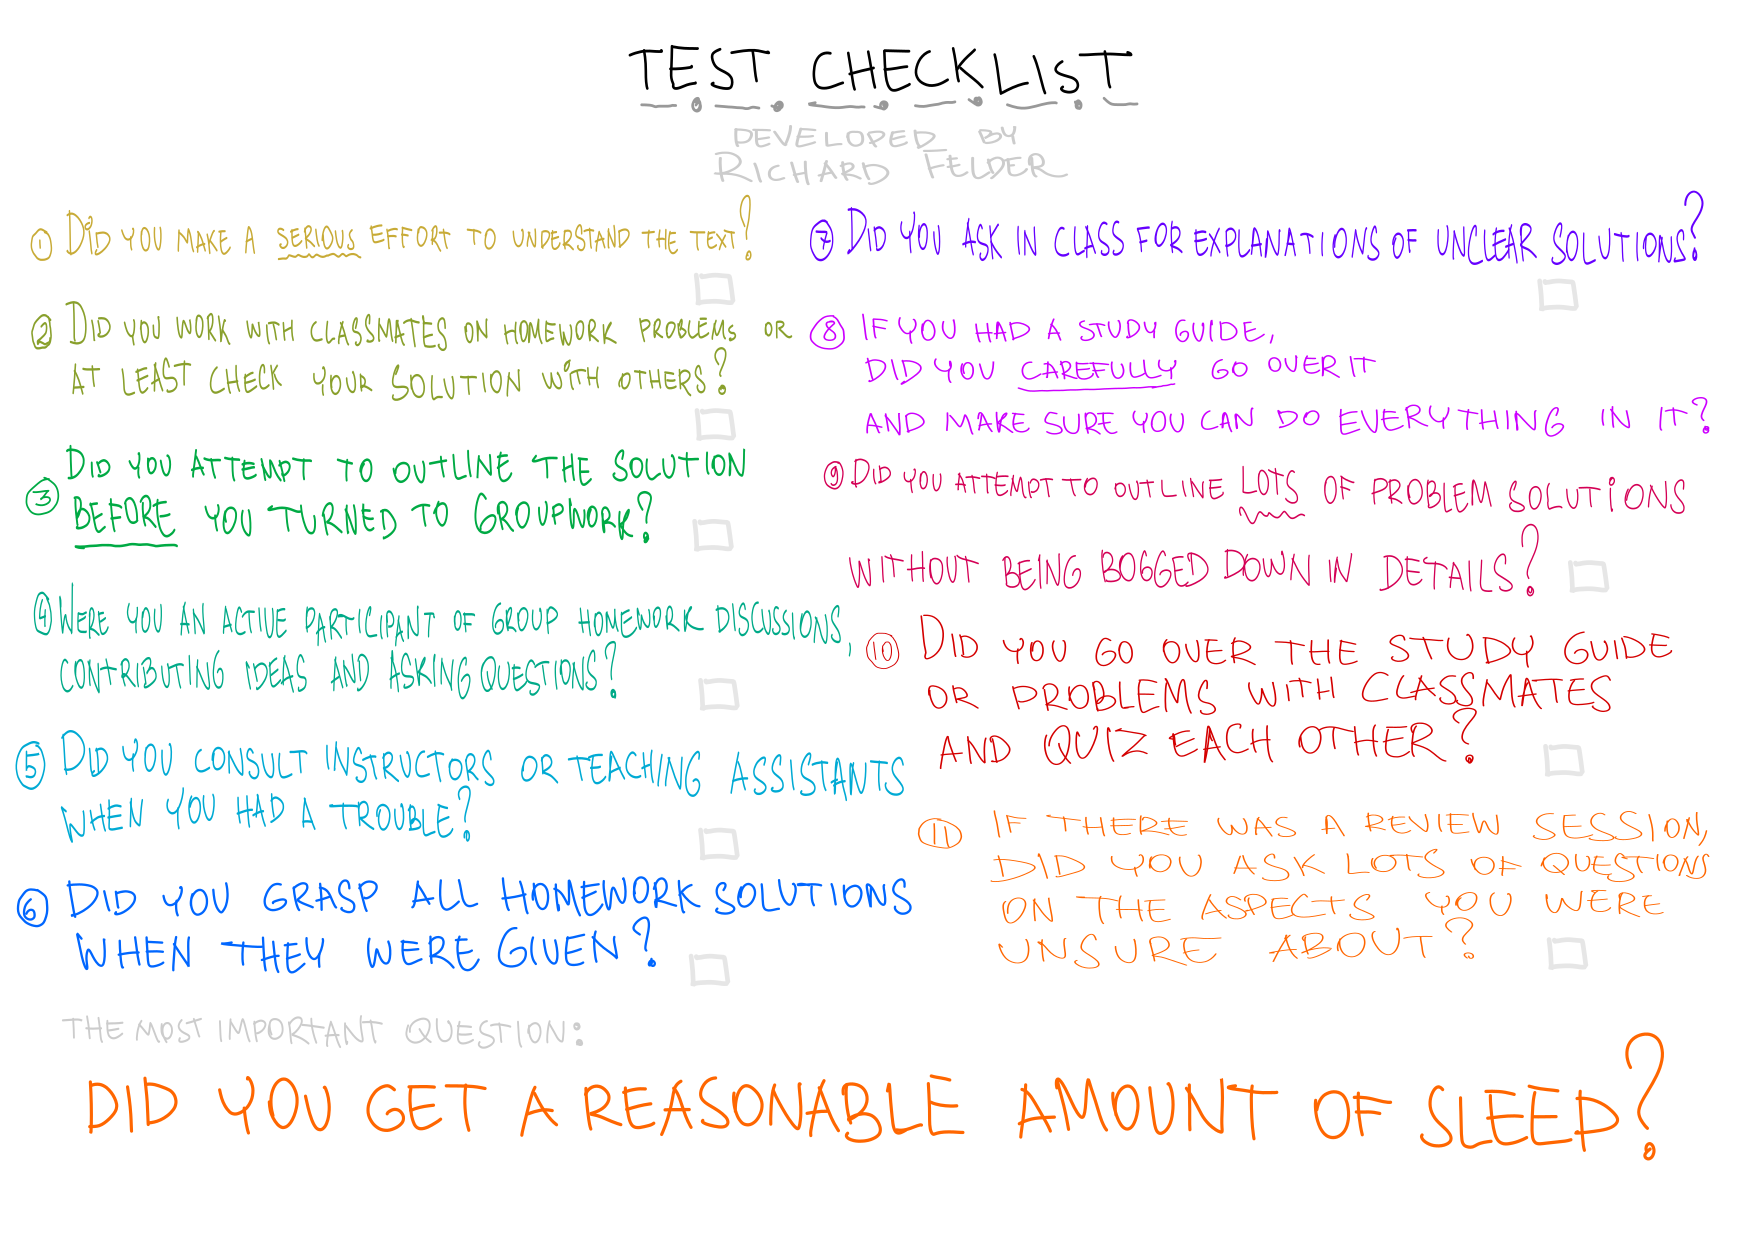 TEST CHECKLIST
DEVELOPED BY
RICHARD FELDER
① DID YOU MAKE A SERIOUS EFFORT TO UNDERSTAND THE TEXT?
② DID YOU WORK WITH CLASSMATES ON HOMEWORK PROBLEMS OR
AT LEAST CHECK YOUR SOLUTION WITH OTHERS?
③ DID YOU ATTEMPT TO OUTLINE THE SOLUTION
BEFORE YOU TURNED TO GROUPWORK?
④ WERE YOU AN ACTIVE PARTICIPANT OF GROUP HOMEWORK DISCUSSIONS,
CONTRIBUTING IDEAS AND ASKING QUESTIONS?
⑤ DID YOU CONSULT INSTRUCTORS OR TEACHING ASSISTANTS
WHEN YOU HAD A TROUBLE?
⑥ DID YOU GRASP ALL HOMEWORK SOLUTIONS
WHEN THEY WERE GIVEN?
⑦ DID YOU ASK IN CLASS FOR EXPLANATIONS OF UNCLEAR SOLUTIONS?
⑧ IF YOU HAD A STUDY GUIDE,
DID YOU CAREFULLY GO OVER IT
AND MAKE SURE YOU CAN DO EVERYTHING IN IT?
⑨ DID YOU ATTEMPT TO OUTLINE LOTS OF PROBLEM SOLUTIONS
WITHOUT BEING BOGGED DOWN IN DETAILS?
⑩ DID YOU GO OVER THE STUDY GUIDE
OR PROBLEMS WITH CLASSMATES
AND QUIZ EACH OTHER?
⑪ IF THERE WAS A REVIEW SESSION,
DID YOU ASK LOTS OF QUESTIONS
ON THE ASPECTS YOU WERE
UNSURE ABOUT?
THE MOST IMPORTANT QUESTION:
DID YOU GET A REASONABLE AMOUNT OF SLEEP?